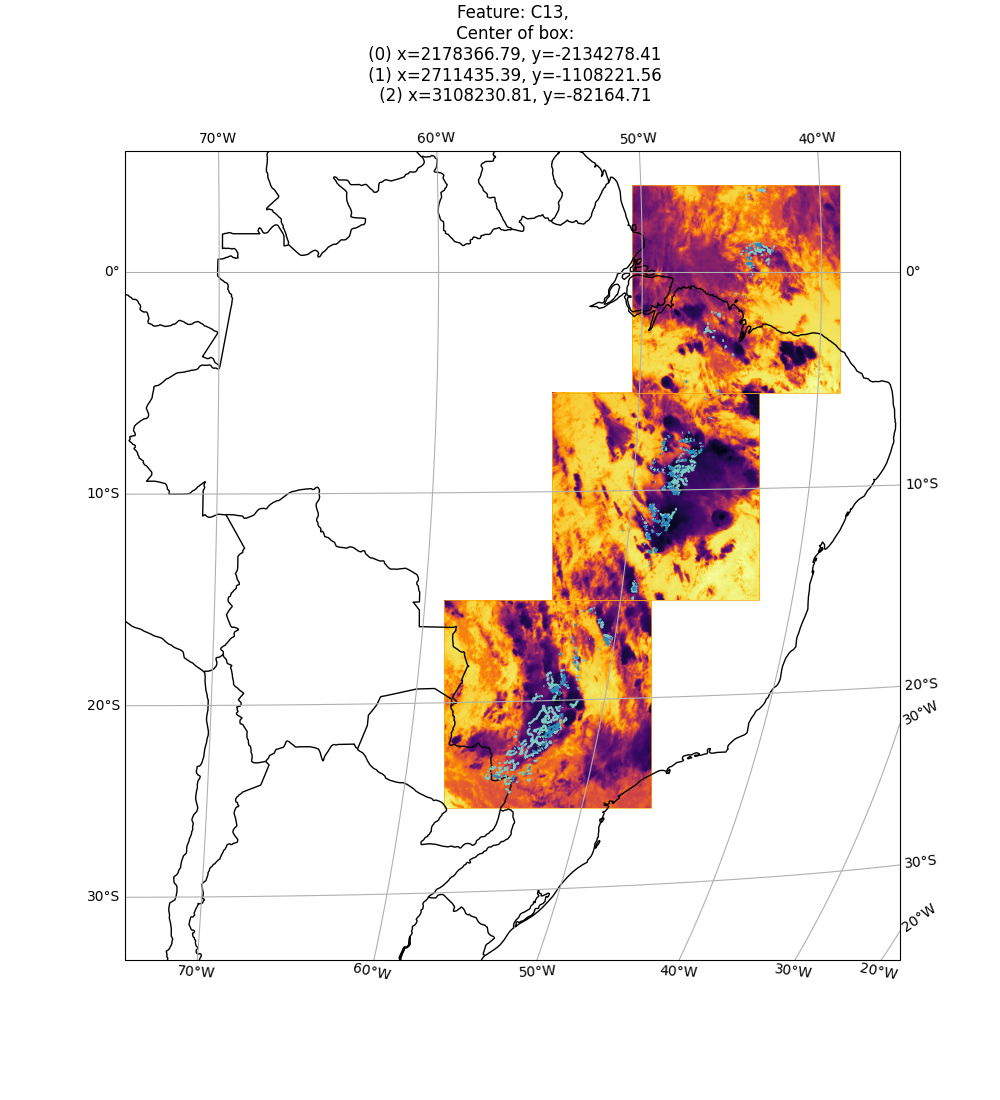 Feature: C13,
Center of box:
(0) x=2178366.79, y=-2134278.41
(1) x=2711435.39, y=-1108221.56
(2) x=3108230.81, y=-82164.71
70°W 60°W 50°W 40°W
0° 0°
10°S 10°S
20°S 20°S
30°W
30°S 30°S
20°W
70°W 60°W 50°W 40°W 30°W 20°W